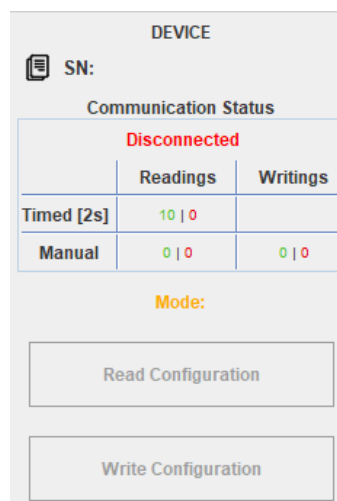 DEVICE
SN:
Communication Status
Disconnected
Readings Writings
Timed [2s] 10 | 0
Manual 0 | 0 0 | 0
Mode:
Read Configuration
Write Configuration